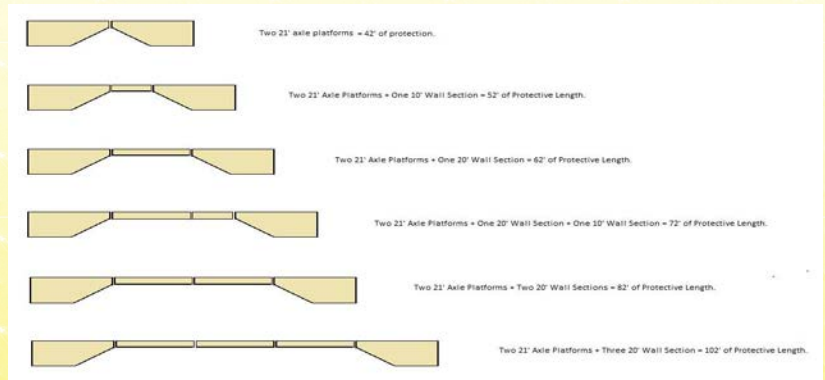 Two 21' axle platforms = 42' of protection.
Two 21' Axle Platforms + One 10' Wall Section = 52' of Protective Length.
Two 21' Axle Platforms + One 20' Wall Section = 62' of Protective Length.
Two 21' Axle Platforms + One 20' Wall Section + One 10' Wall Section = 72' of Protective Length.
Two 21' Axle Platforms + Two 20' Wall Sections = 82' of Protective Length.
Two 21' Axle Platforms + Three 20' Wall Section = 102' of Protective Length.